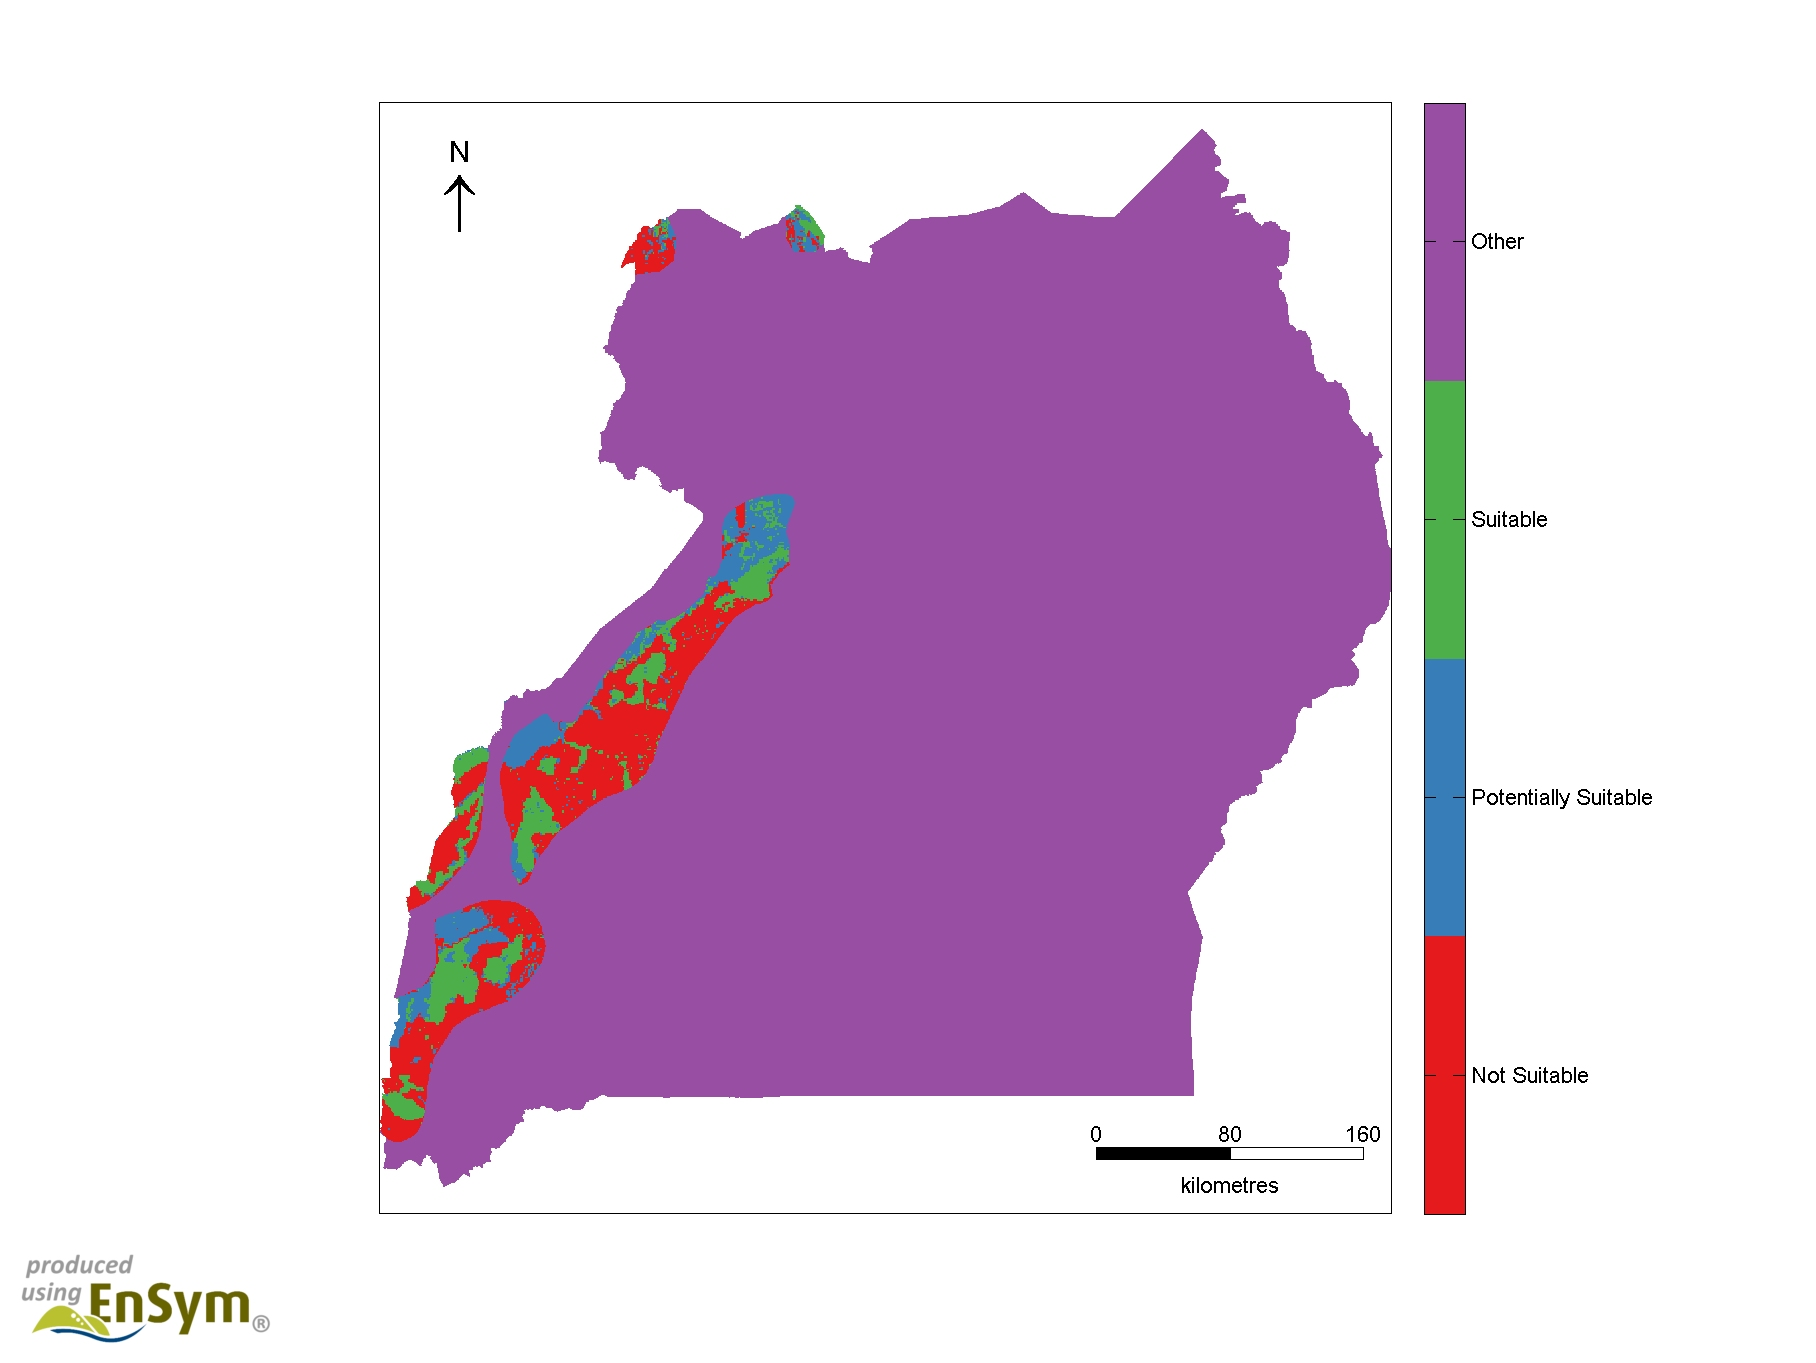 N
Other
Suitable
Potentially Suitable
Not Suitable
0 80 160
kilometres
produced
using EnSym®